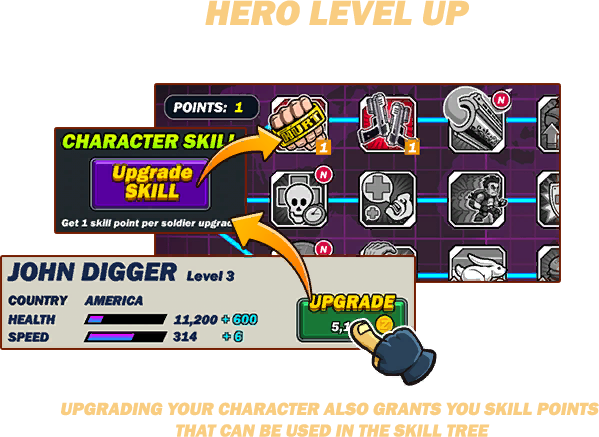 HERO LEVEL UP
POINTS: 1
1
1
N
CHARACTER SKILL
Upgrade
SKILL
Get 1 skill point per soldier
N
N
JOHN DIGGER Level 3
COUNTRY AMERICA
HEALTH 11,200 + 600
SPEED 314 + 6
UPGRADE
UPGRADING YOUR CHARACTER ALSO GRANTS YOU SKILL POINTS
THAT CAN BE USED IN THE SKILL TREE